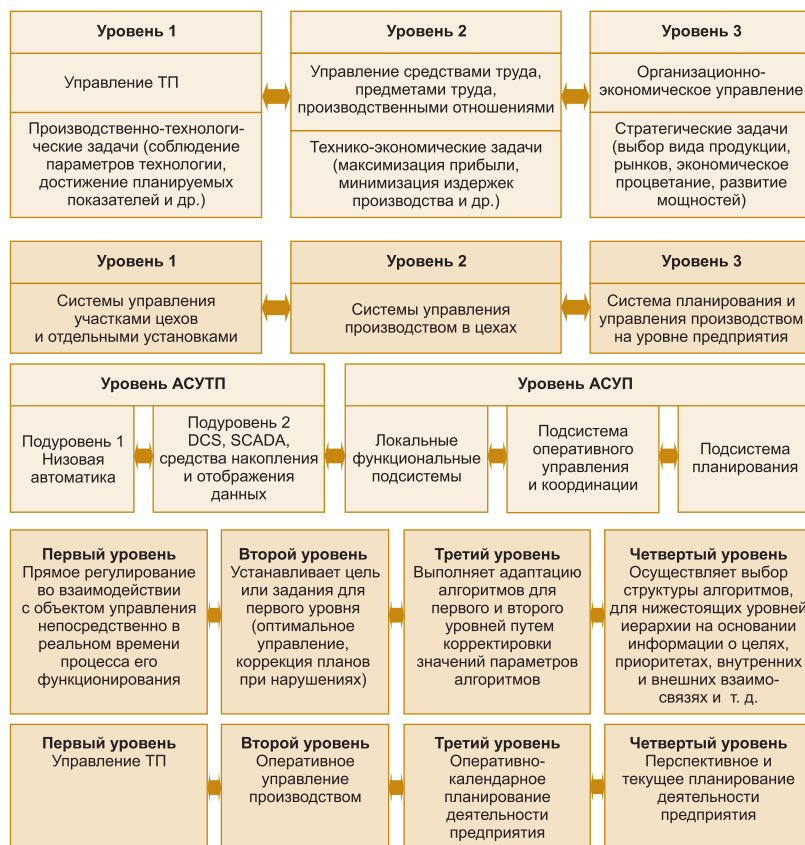 Уровень 1
Управление ТП
Производственно-технологи-
ческие задачи (соблюдение
параметров технологии,
достижение планируемых
показателей и др.)
Уровень 2
Управление средствами труда,
предметами труда,
производственными отношениями
Технико-экономические задачи
(максимизация прибыли,
минимизация издержек
производства и др.)
Уровень 3
Организационно-
экономическое управление
Стратегические задачи
(выбор вида продукции,
рынков, экономическое
процветание, развитие
мощностей)
Уровень 1
Системы управления
участками цехов
и отдельными установками
Уровень 2
Системы управления
производством в цехах
Уровень 3
Система планирования и
управления производством
на уровне предприятия
Уровень АСУТП
Подуровень 1
Низовая
автоматика
Подуровень 2
DCS, SCADA,
средства накопления
и отображения
данных
Уровень АСУП
Локальные
функциональные
подсистемы
Подсистема
оперативного
управления
и координации
Подсистема
планирования
Первый уровень
Прямое регулирование
во взаимодействии
с объектом управления
непосредственно в
реальном времени
процесса его
функционирования
Второй уровень
Устанавливает цель
или задания для
первого уровня
(оптимальное
управление,
коррекция планов
при нарушениях)
Третий уровень
Выполняет адаптацию
алгоритмов для
первого и второго
уровней путем
корректировки
значений параметров
алгоритмов
Четвертый уровень
Осуществляет выбор
структуры алгоритмов,
для нижестоящих уровней
иерархии на основании
информации о целях,
приоритетах, внутренних
и внешних взаимо-
связях и т. д.
Первый уровень
Управление ТП
Второй уровень
Оперативное
управление
производством
Третий уровень
Оперативно-
календарное
планирование
деятельности
предприятия
Четвертый уровень
Перспективное и
текущее планирование
деятельности
предприятия